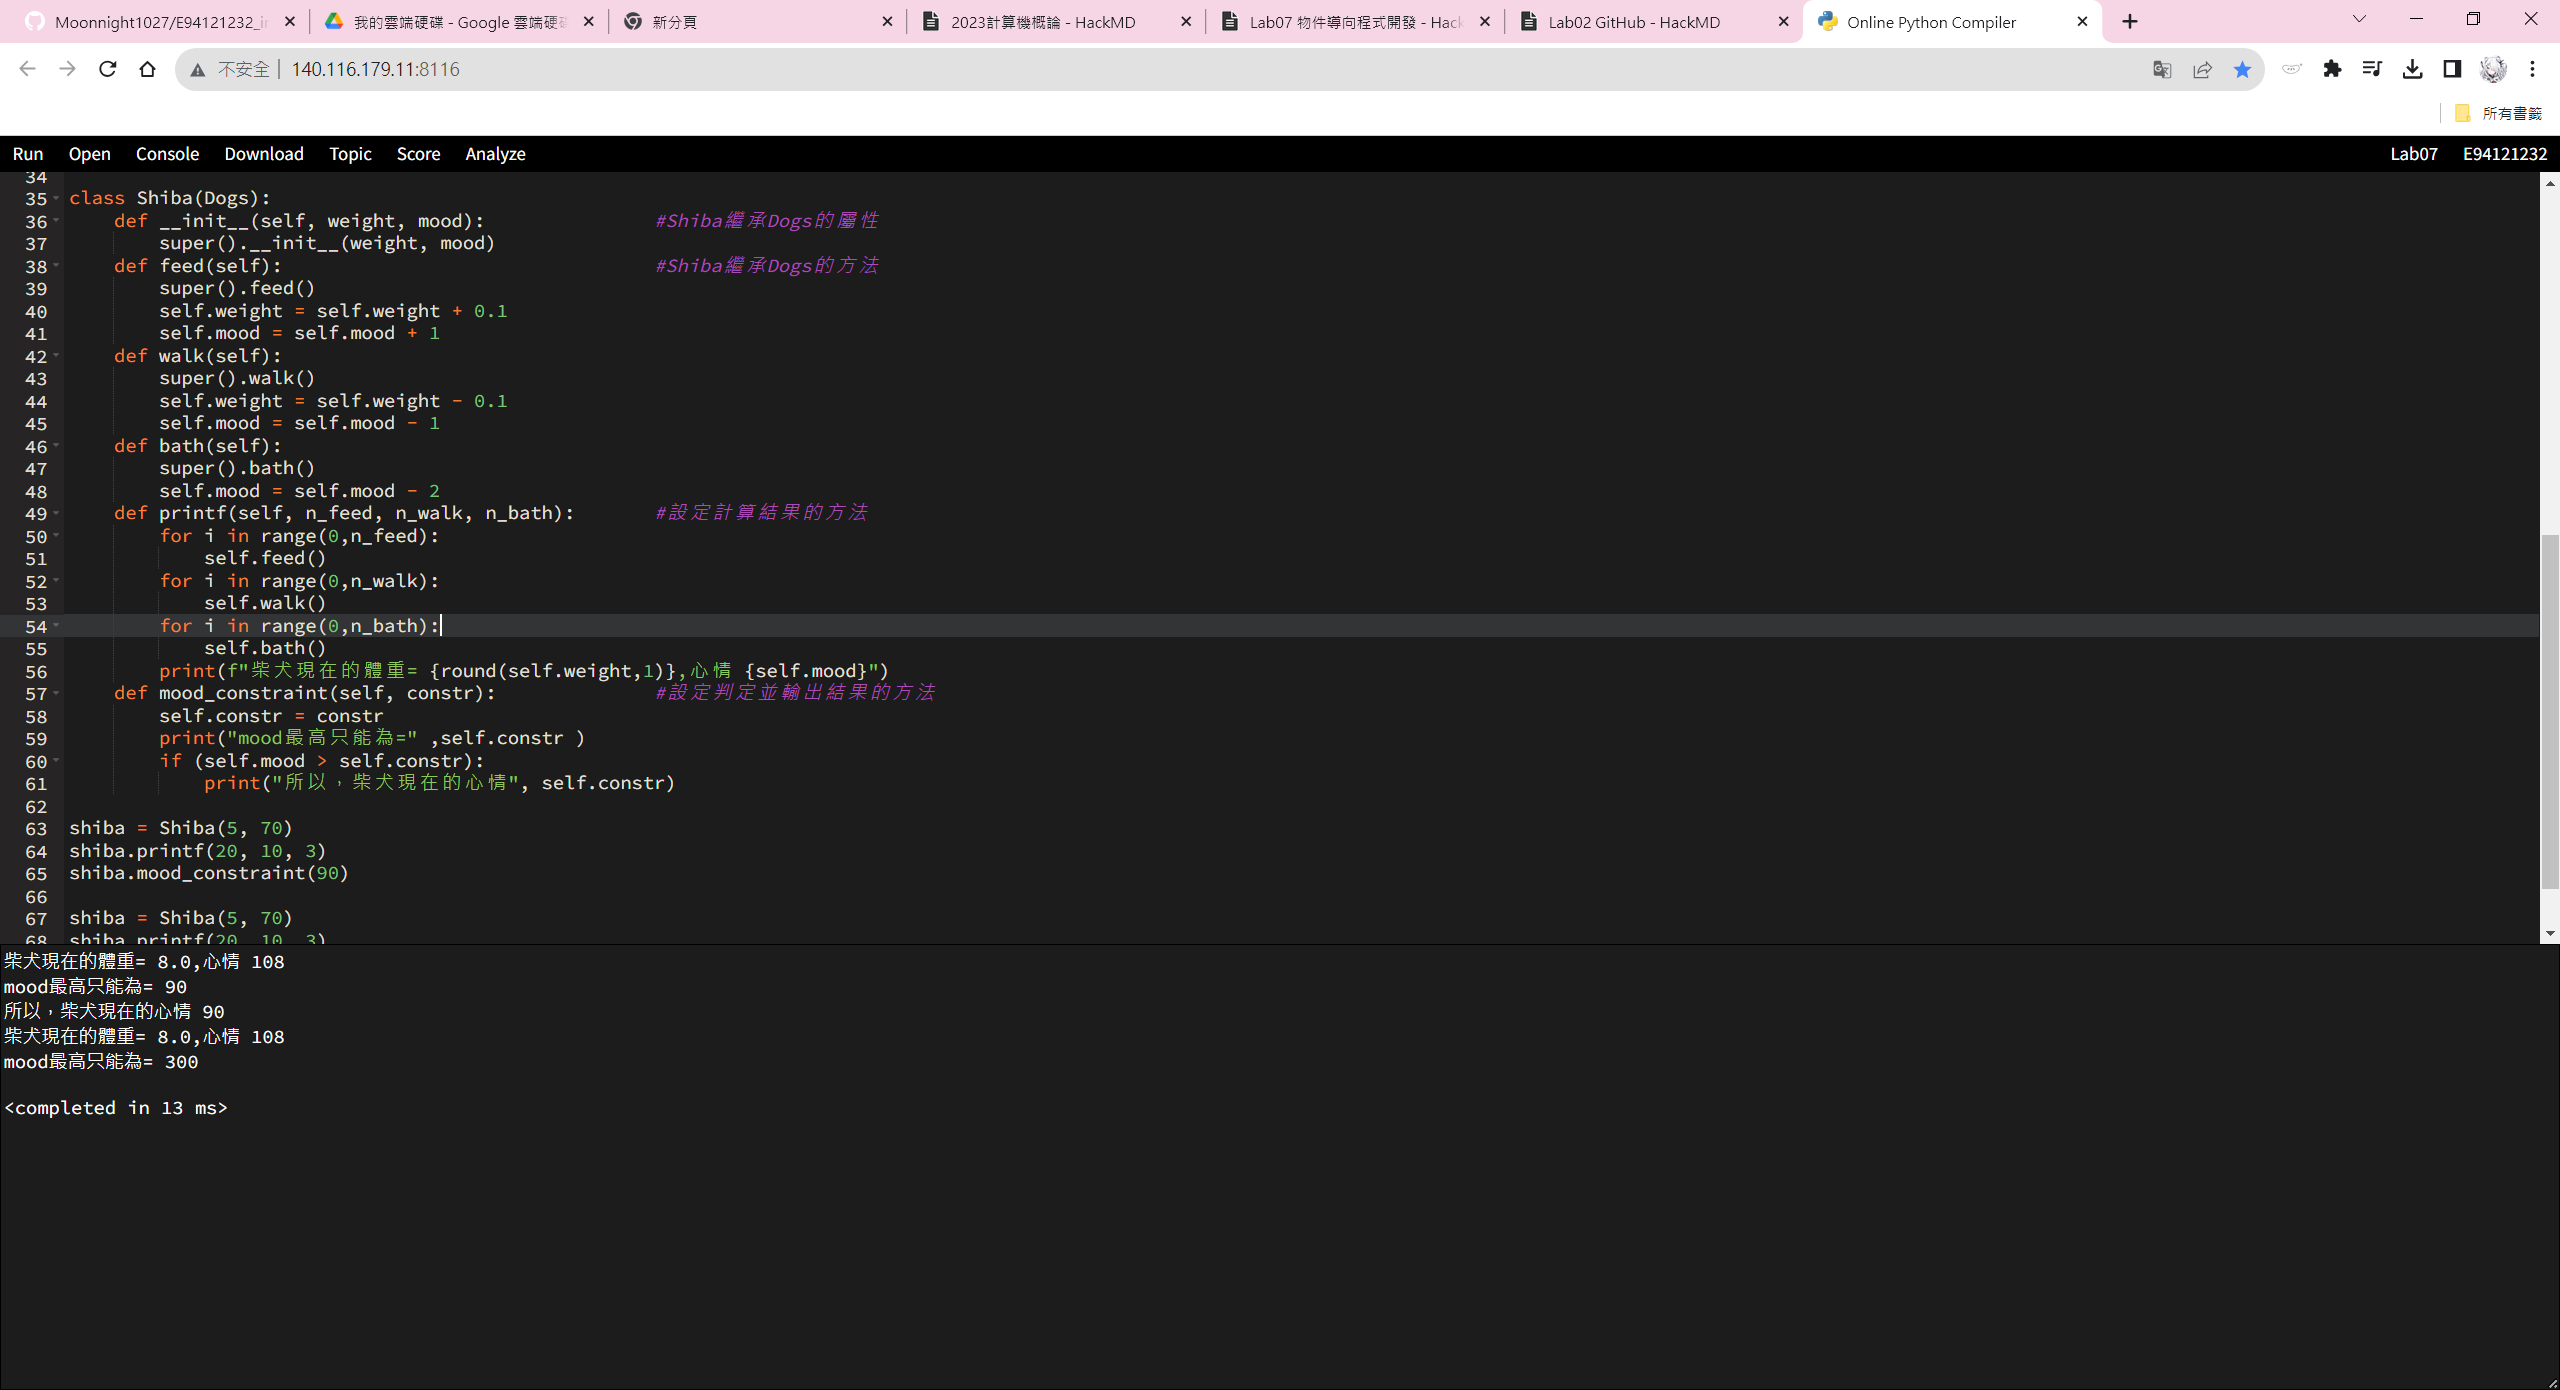 Moonnight1027/E94121232_i
我的雲端硬碟 - Google 雲端硬
新分頁
2023計算機概論 - HackMD
Lab07 物件導向程式開發 - Hack
Lab02 GitHub - HackMD
Online Python Compiler
不安全 140.116.179.11:8116
所有書籤
Run Open Console Download Topic Score Analyze Lab07 E94121232
34
35 class Shiba(Dogs):
36 def __init__(self, weight, mood): #Shiba繼承Dogs的屬性
37 super().__init__(weight, mood)
38 def feed(self): #Shiba繼承Dogs的方法
39 super().feed()
40 self.weight = self.weight + 0.1
41 self.mood = self.mood + 1
42 def walk(self):
43 super().walk()
44 self.weight = self.weight - 0.1
45 self.mood = self.mood - 1
46 def bath(self):
47 super().bath()
48 self.mood = self.mood - 2
49 def printf(self, n_feed, n_walk, n_bath): #設定計算結果的方法
50 for i in range(0,n_feed):
51 self.feed()
52 for i in range(0,n_walk):
53 self.walk()
54 for i in range(0,n_bath):
55 self.bath()
56 print(f"柴犬現在的體重= {round(self.weight,1)},心情 {self.mood}")
57 def mood_constraint(self, constr): #設定判定並輸出結果的方法
58 self.constr = constr
59 print("mood最高只能為=" ,self.constr )
60 if (self.mood > self.constr):
61 print("所以，柴犬現在的心情", self.constr)
62
63 shiba = Shiba(5, 70)
64 shiba.printf(20, 10, 3)
65 shiba.mood_constraint(90)
66
67 shiba = Shiba(5, 70)
68 shiba.printf(20, 10, 3)
柴犬現在的體重= 8.0,心情 108
mood最高只能為= 90
所以，柴犬現在的心情 90
柴犬現在的體重= 8.0,心情 108
mood最高只能為= 300
<completed in 13 ms>